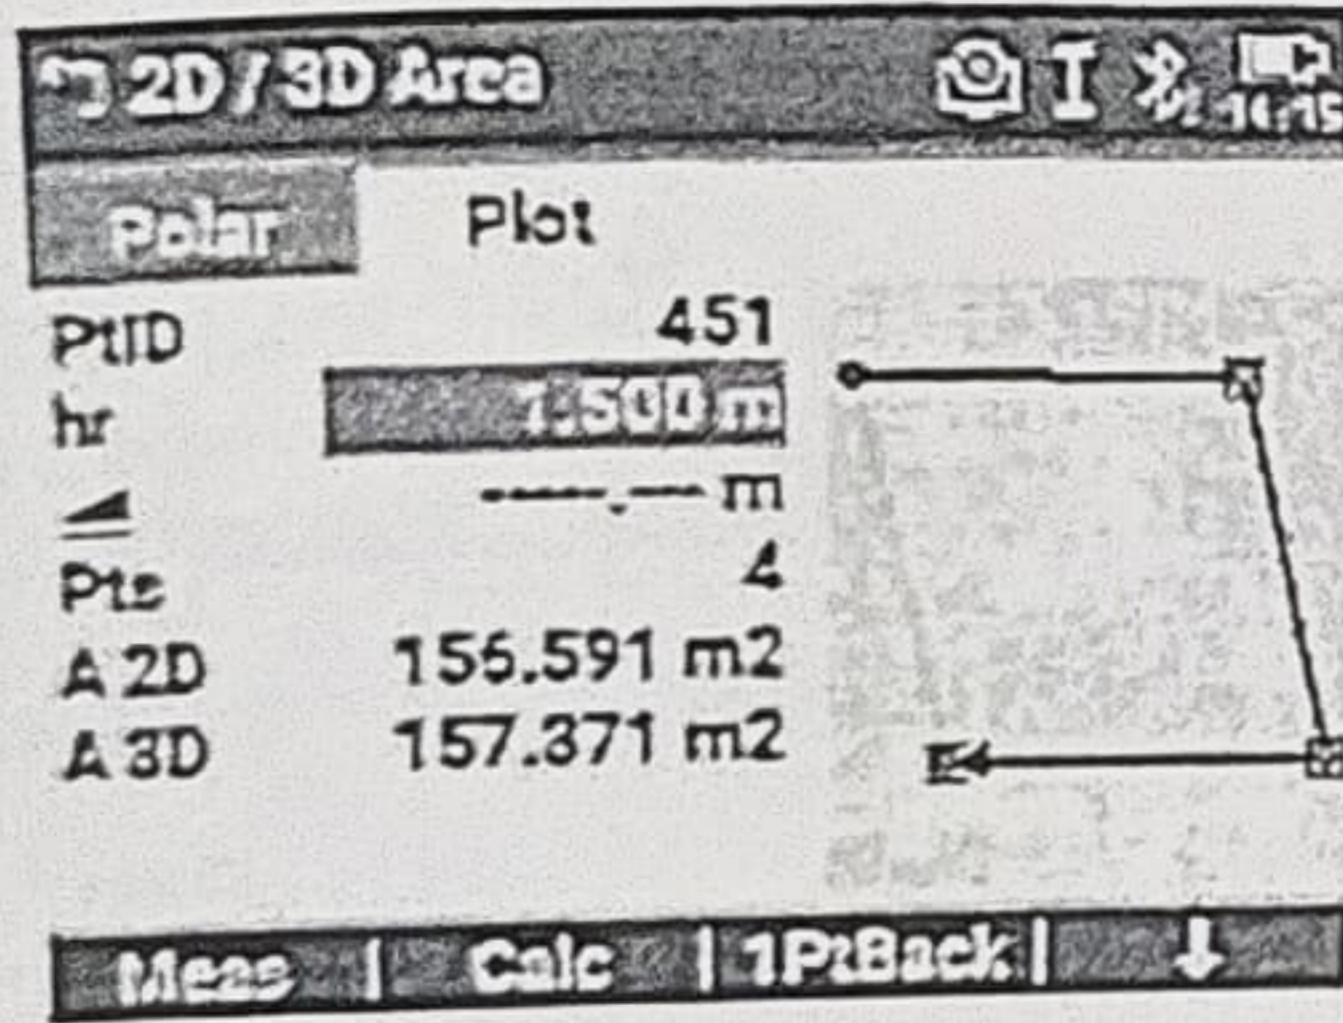 2D / 3D Area
Polar Plot
PtID 451
hr 1.500 m
-----.--- m
Pts 4
A 2D 156.591 m2
A 3D 157.371 m2
Meas | Calc | 1PtBack |